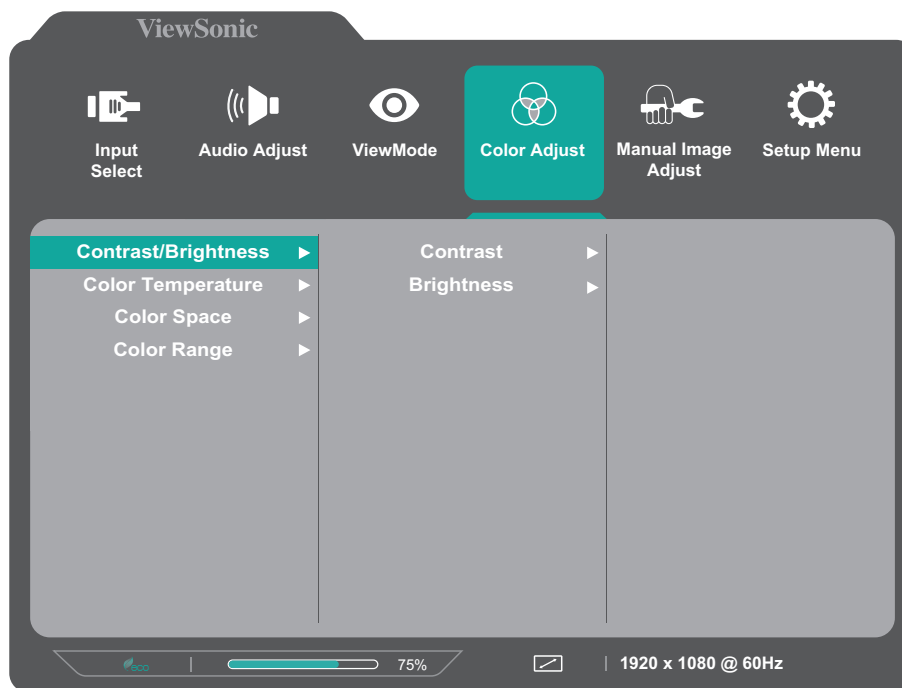 ViewSonic
Input
Select
Audio Adjust
ViewMode
Color Adjust
Manual Image
Adjust
Setup Menu
Contrast/Brightness
Color Temperature
Color Space
Color Range
Contrast
Brightness
eco
75%
1920 x 1080 @ 60Hz